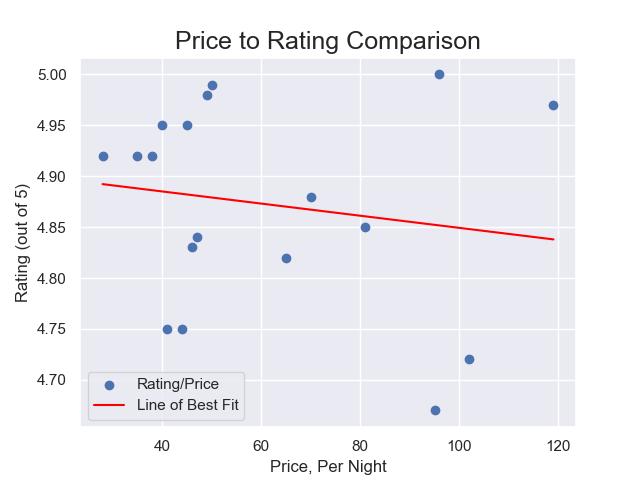 Price to Rating Comparison
Rating (out of 5)
5.00
4.95
4.90
4.85
4.80
4.75
4.70
Rating/Price
Line of Best Fit
40
60
80
100
120
Price, Per Night